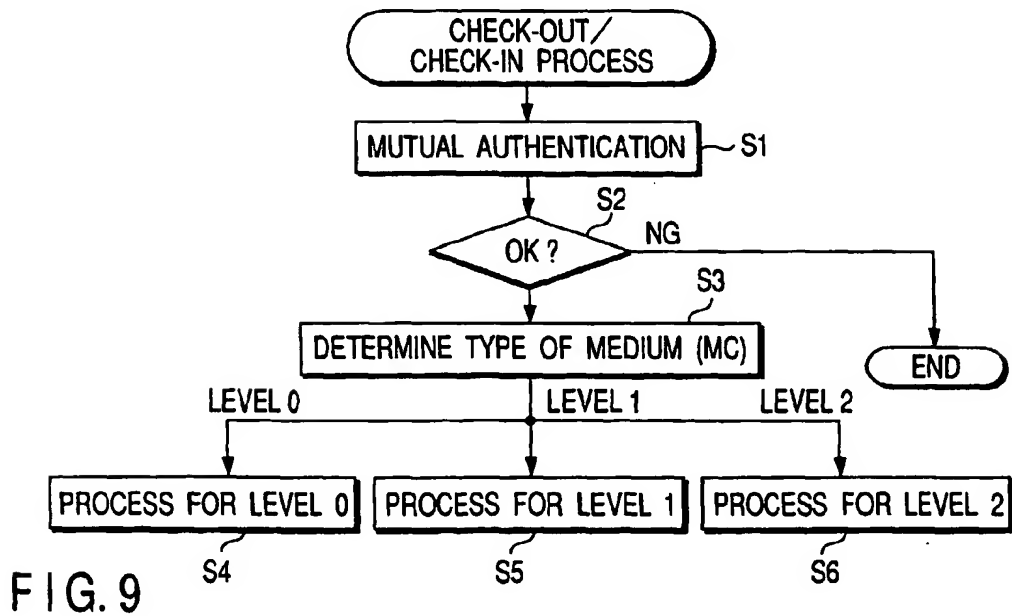 CHECK-OUT/
CHECK-IN PROCESS
MUTUAL AUTHENTICATION
S1
S2
OK ?
NG
S3
DETERMINE TYPE OF MEDIUM (MC)
END
LEVEL 0
LEVEL 1
LEVEL 2
PROCESS FOR LEVEL 0
PROCESS FOR LEVEL 1
PROCESS FOR LEVEL 2
S4
S5
S6
FIG. 9